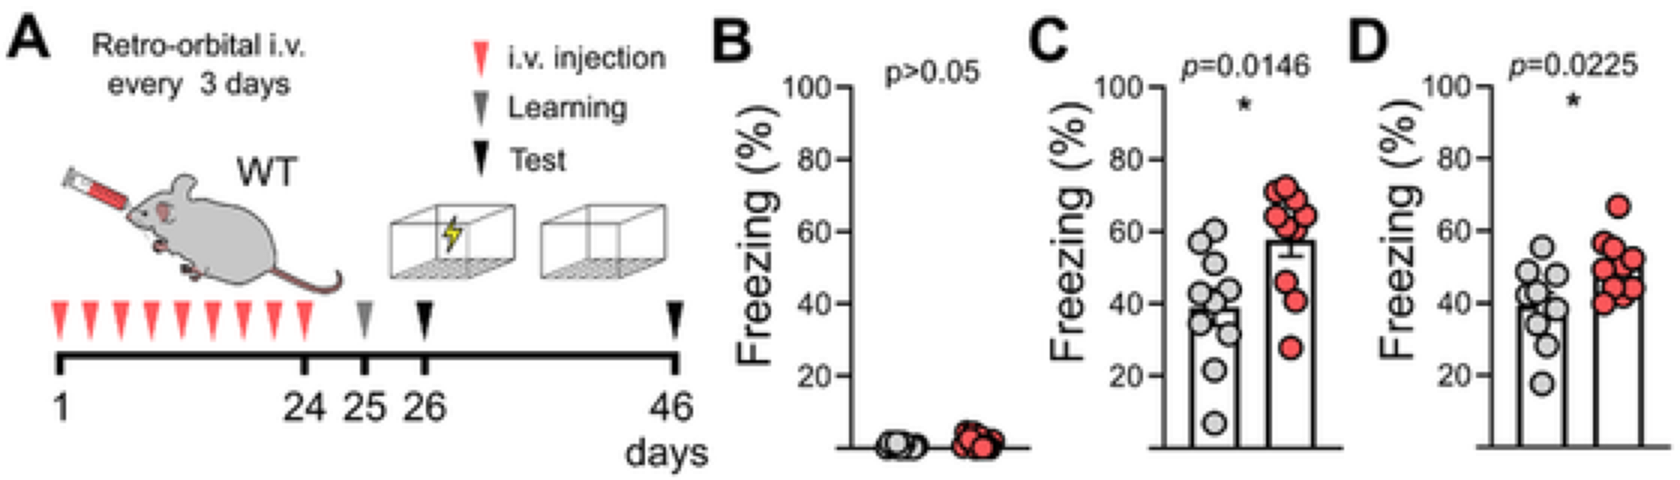 A
Retro-orbital i.v.
every 3 days
i.v. injection
Learning
Test
WT
1
24
25
26
46
days
B
p>0.05
Freezing (%)
100
80
60
40
20
C
p=0.0146
*
Freezing (%)
100
80
60
40
20
D
p=0.0225
*
Freezing (%)
100
80
60
40
20